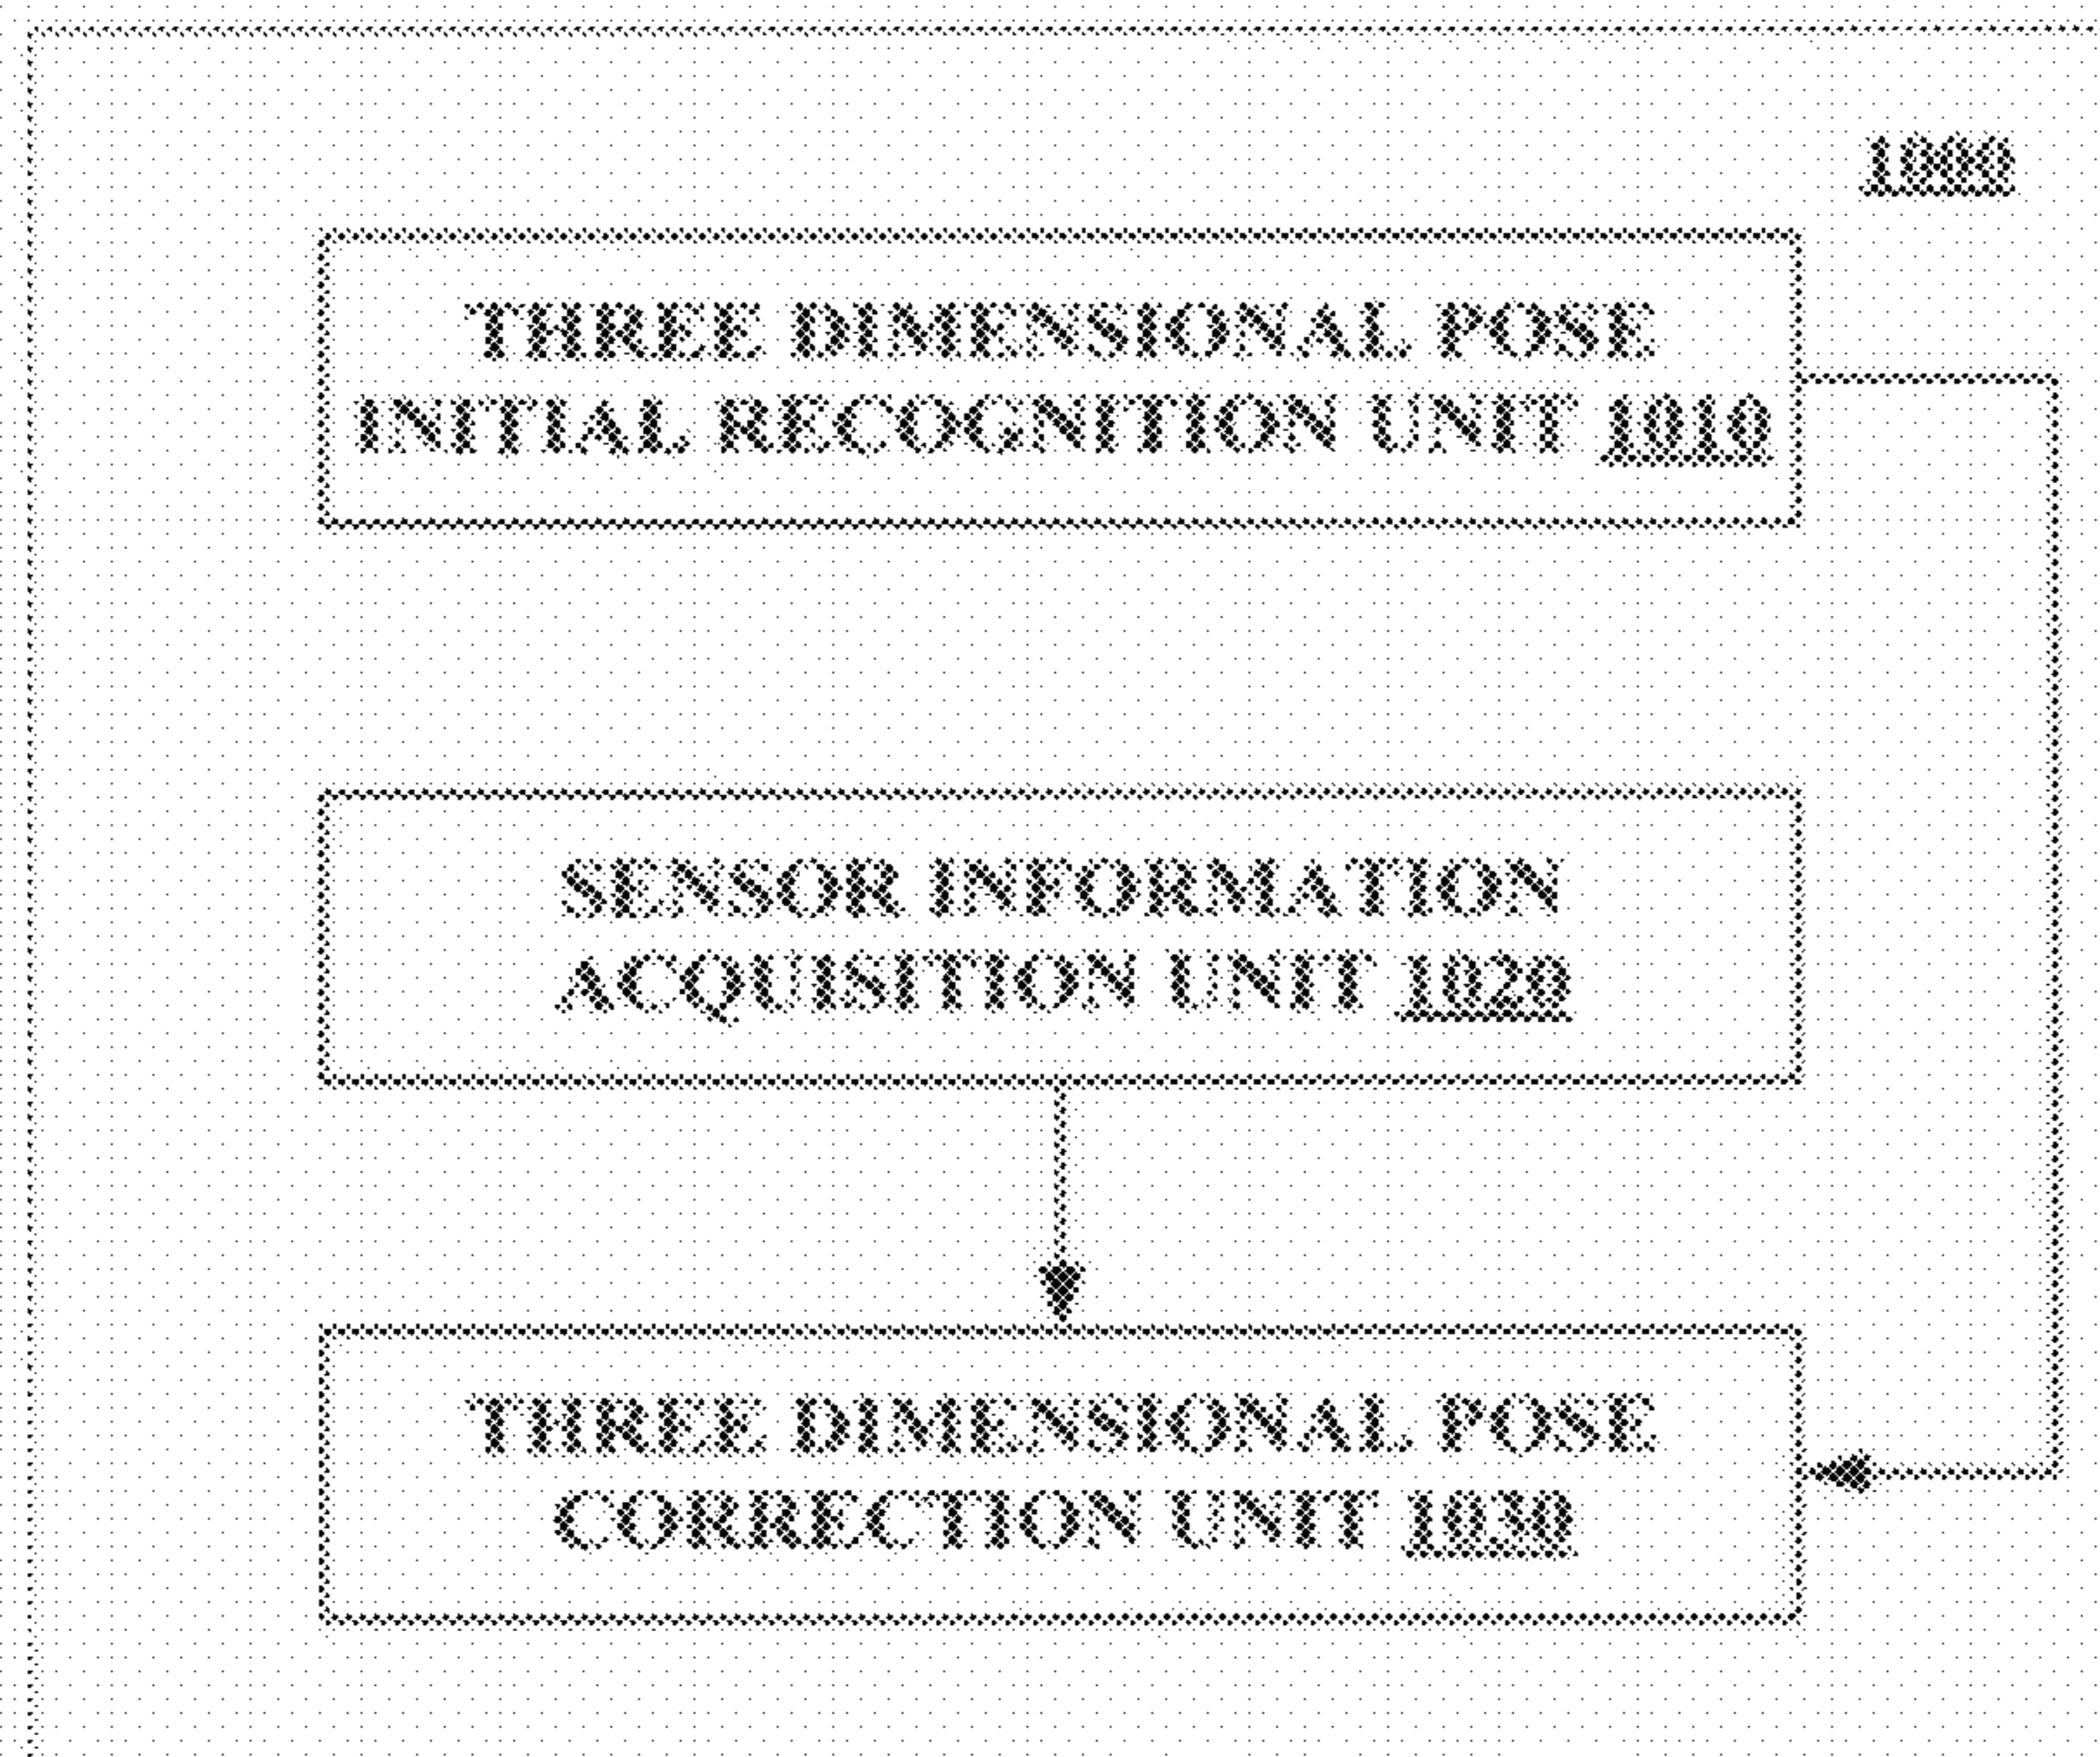 1000
THREE DIMENSIONAL POSE
INITIAL RECOGNITION UNIT 1010
SENSOR INFORMATION
ACQUISITION UNIT 1020
THREE DIMENSIONAL POSE
CORRECTION UNIT 1030